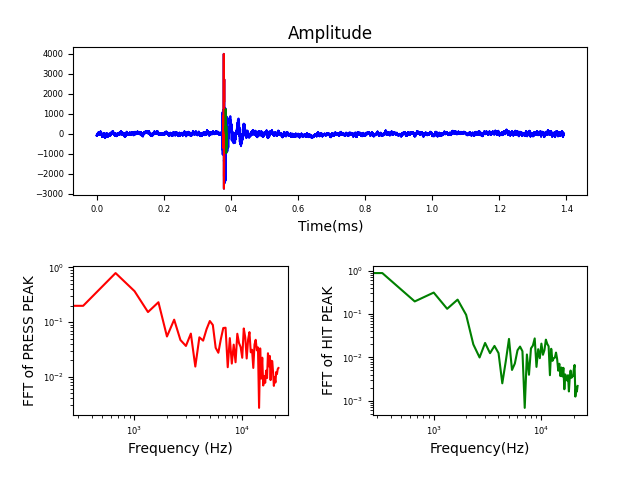 Amplitude
4000
3000
2000
1000
0
−1000
−2000
−3000
0.0 0.2 0.4 0.6 0.8 1.0 1.2 1.4
Time(ms)
FFT of PRESS PEAK
10⁰
10⁻¹
10⁻²
10³ 10⁴
Frequency (Hz)
FFT of HIT PEAK
10⁰
10⁻¹
10⁻²
10⁻³
10³ 10⁴
Frequency(Hz)